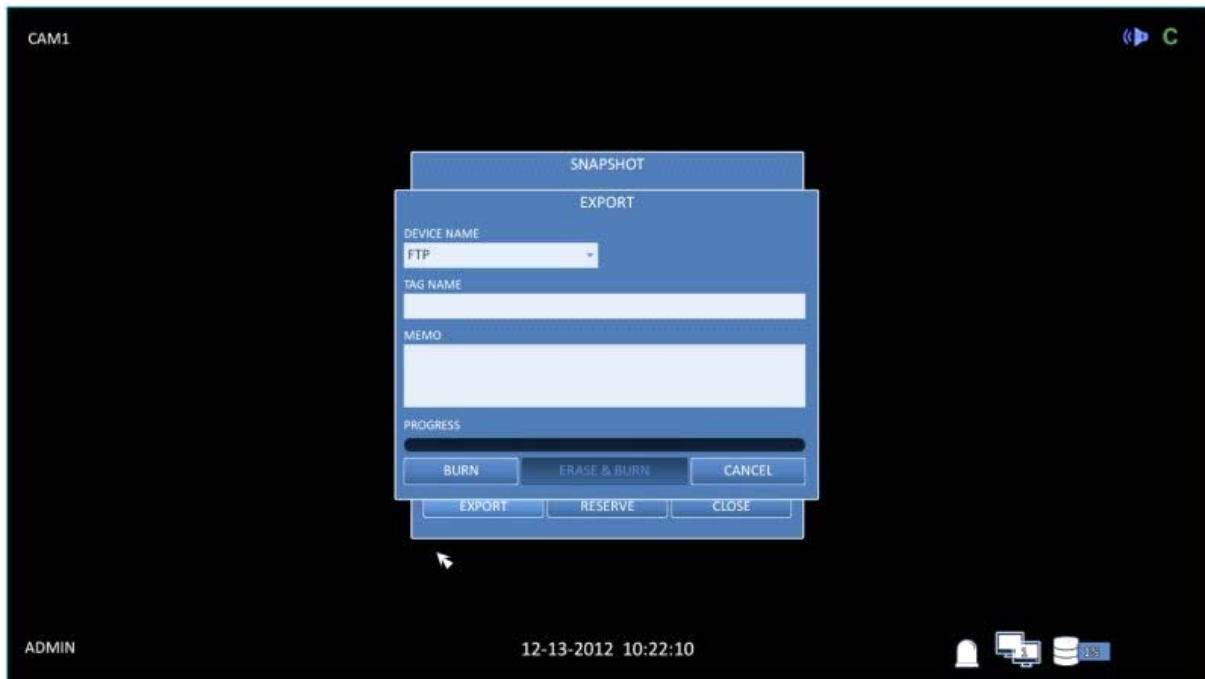 CAM1
C
SNAPSHOT
EXPORT
DEVICE NAME
FTP
TAG NAME
MEMO
PROGRESS
BURN ERASE & BURN CANCEL
EXPORT RESERVE CLOSE
ADMIN 12-13-2012 10:22:10 1